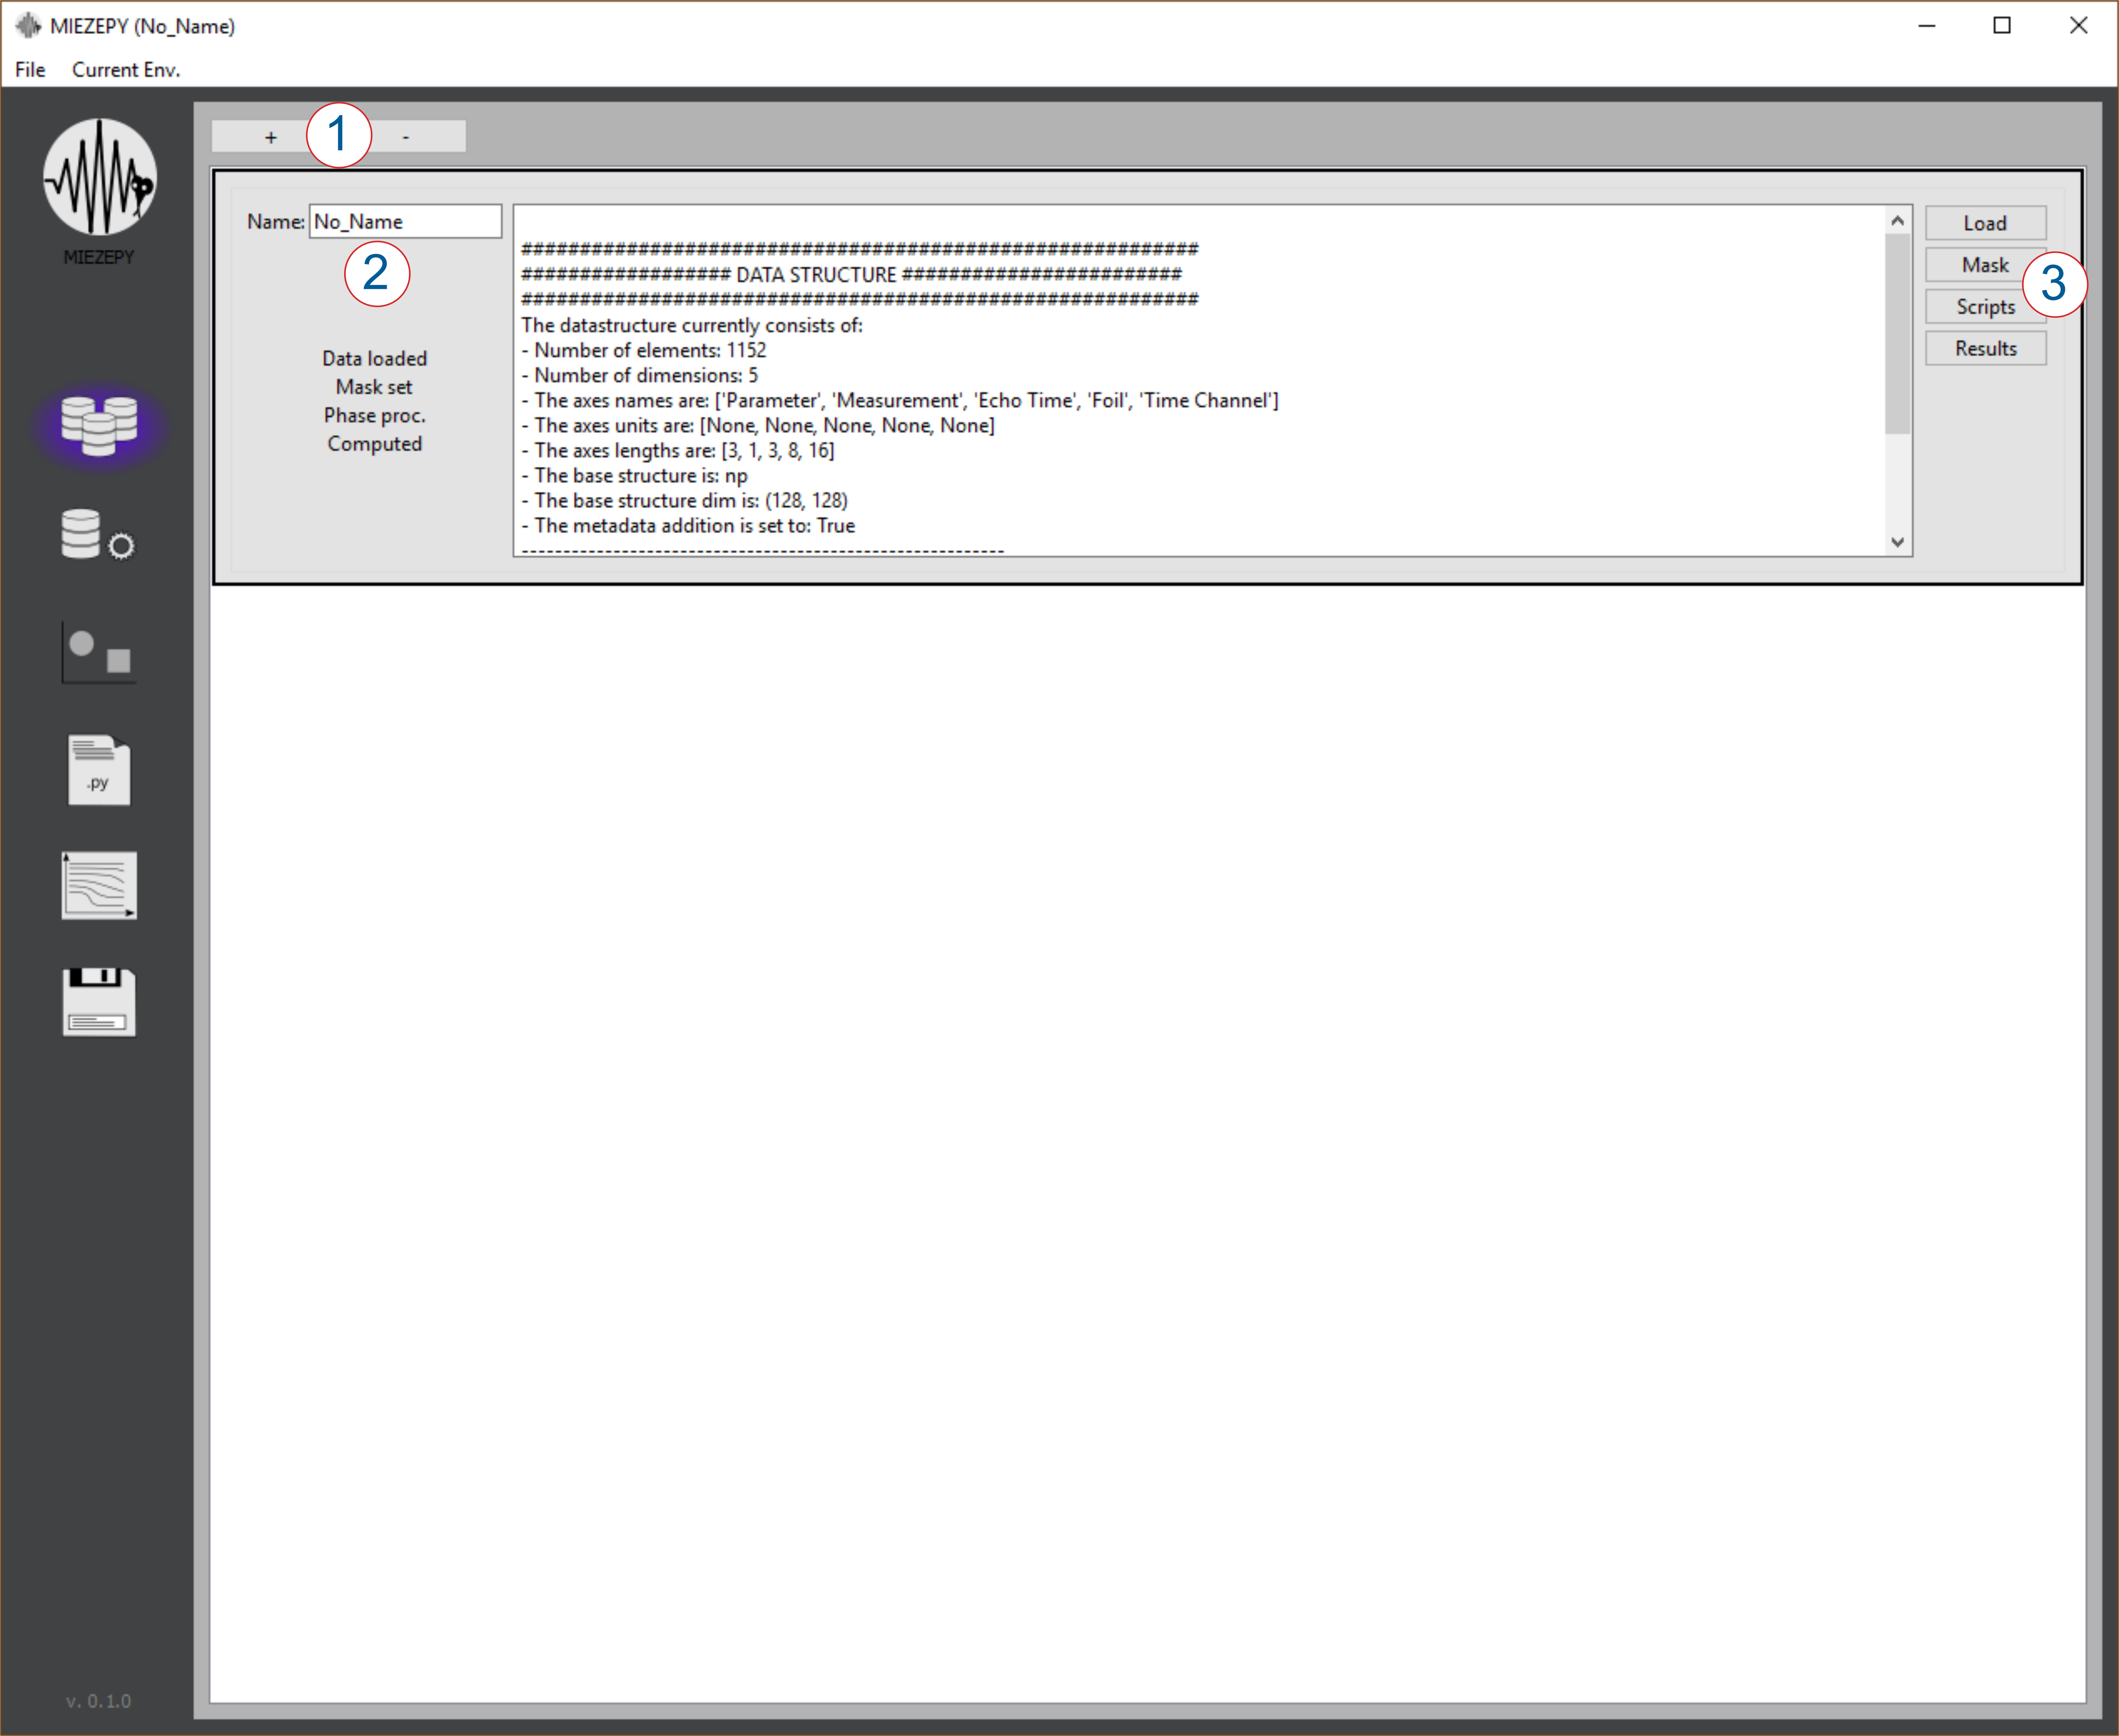 MIEZEPY (No_Name)
File Current Env.
MIEZEPY
+ 1 -
Name: No_Name
2
Data loaded
Mask set
Phase proc.
Computed
##########################################################
################## DATA STRUCTURE ########################
##########################################################
The datastructure currently consists of:
- Number of elements: 1152
- Number of dimensions: 5
- The axes names are: ['Parameter', 'Measurement', 'Echo Time', 'Foil', 'Time Channel']
- The axes units are: [None, None, None, None, None]
- The axes lengths are: [3, 1, 3, 8, 16]
- The base structure is: np
- The base structure dim is: (128, 128)
- The metadata addition is set to: True
----------------------------------------------------------
Load
Mask
3
Scripts
Results
.py
v. 0.1.0